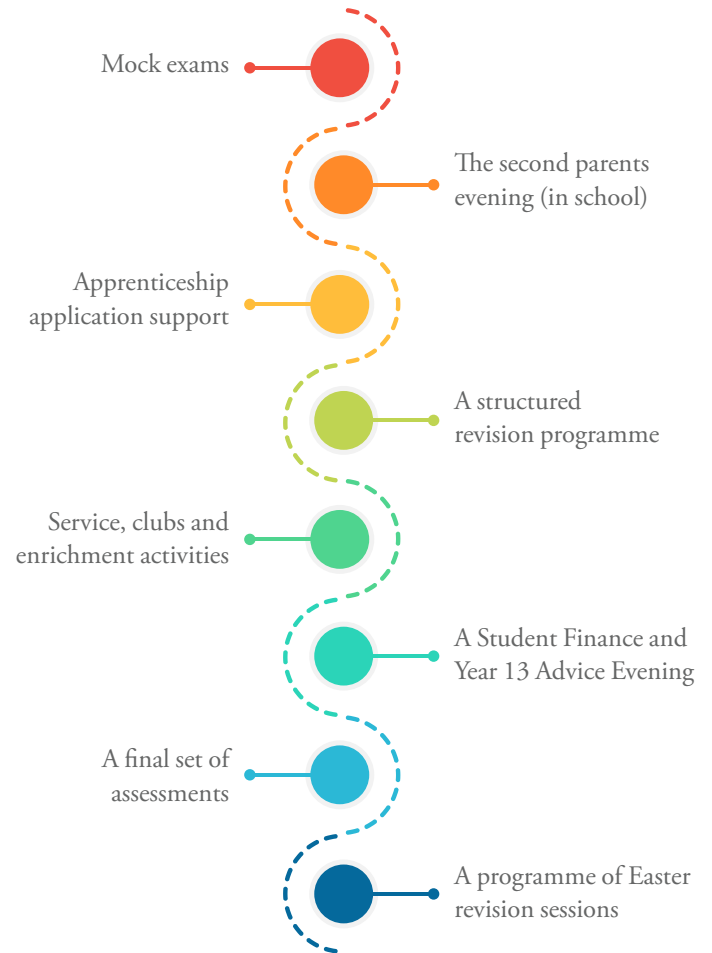 Mock exams
The second parents
evening (in school)
Apprenticeship
application support
A structured
revision programme
Service, clubs and
enrichment activities
A Student Finance and
Year 13 Advice Evening
A final set of
assessments
A programme of Easter
revision sessions